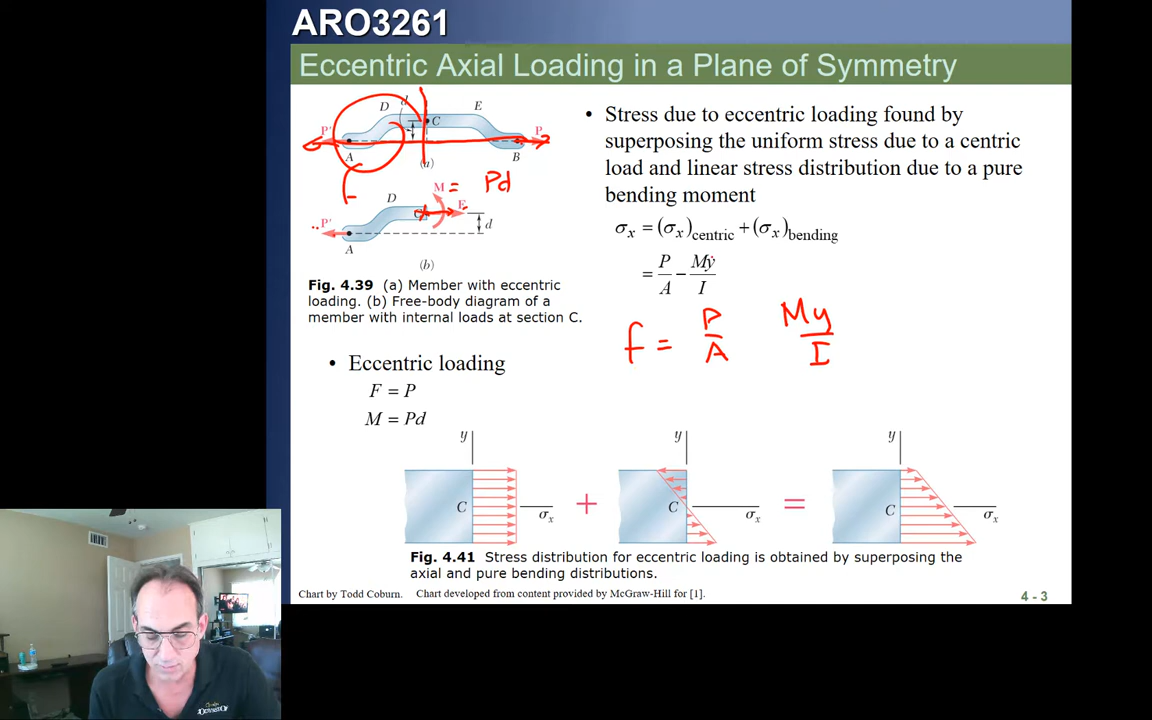 ARO3261
Eccentric Axial Loading in a Plane of Symmetry
D d E
P' C P
A (a) B
M = Pd
D C F
P' d
A
(b)
Fig. 4.39 (a) Member with eccentric
loading. (b) Free-body diagram of a
member with internal loads at section C.
• Eccentric loading
F = P
M = Pd
• Stress due to eccentric loading found by
superposing the uniform stress due to a centric
load and linear stress distribution due to a pure
bending moment
σx = (σx)centric + (σx)bending
= P/A − My/I
f = P/A My/I
y y y
C σx + C σx = C σx
Fig. 4.41 Stress distribution for eccentric loading is obtained by superposing the
axial and pure bending distributions.
Chart by Todd Coburn. Chart developed from content provided by McGraw-Hill for [1].
4 - 3